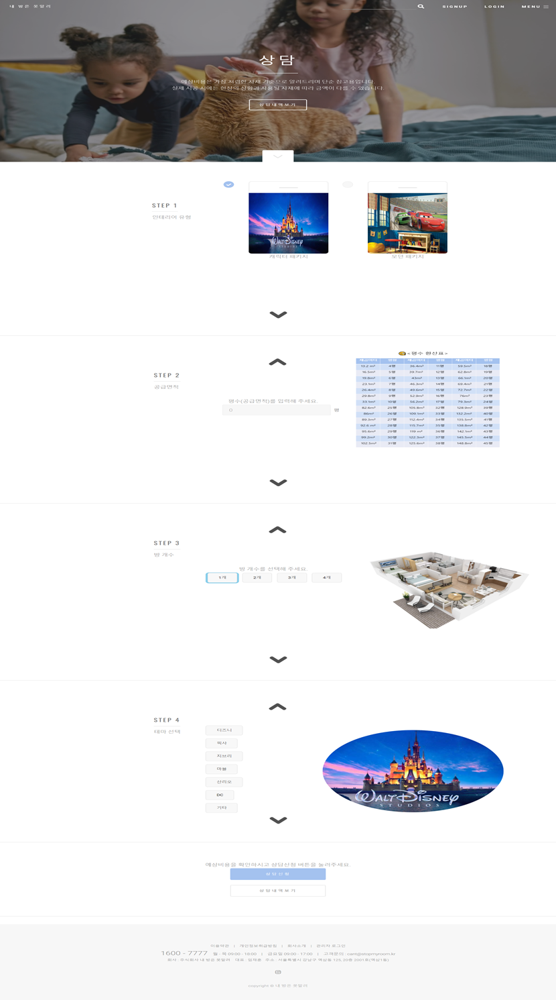 내 방은 못말려
SIGNUP
LOGIN
MENU
상담
예상비용은 가장 저렴한 자재 기준으로 알려드리며 단순 참고용입니다.
실제 시공 시에는 현장의 상황과 사용될 자재에 따라 금액이 다를 수 있습니다.
상담내역보기
STEP 1
인테리어 유형
WALT DISNEY
STUDIOS
캐릭터 패키지
모던 패키지
STEP 2
공급면적
평수(공급면적)를 입력해 주세요.
0
평
<평수 환산표>
제곱미터 평형 제곱미터 평형 제곱미터 평형
13.2 m² 4평 36.4m² 11평 59.5m² 18평
16.5m² 5평 39.7m² 12평 62.8m² 19평
19.8m² 6평 43m² 13평 66.1m² 20평
23.1m² 7평 46.3m² 14평 69.4m² 21평
26.4m² 8평 49.6m² 15평 72.7m² 22평
29.8m² 9평 52.9m² 16평 76m² 23평
33.1m² 10평 56.2m² 17평 79.3m² 24평
82.6m² 25평 105.8m² 32평 128.9m² 39평
86m² 26평 109.1m² 33평 132.2m² 40평
89.3m² 27평 112.4m² 34평 135.5m² 41평
92.6 m² 28평 115.7m² 35평 138.8m² 42평
95.6m² 29평 119 m² 36평 142.1m² 43평
99.2m² 30평 122.3m² 37평 145.5m² 44평
102.5m² 31평 125.6m² 38평 148.8m² 45평
STEP 3
방 개수
방 개수를 선택해 주세요.
1개 2개 3개 4개
STEP 4
테마 선택
디즈니
픽사
지브리
마블
산리오
DC
기타
WALT DISNEY
STUDIOS
예상비용을 확인하시고 상담신청 버튼을 눌러주세요.
상담신청
상담내역보기
이용약관 | 개인정보취급방침 | 회사소개 | 관리자 로그인
1600 - 7777 월 - 목 09:00 - 18:00 | 금요일 09:00 - 17:00 | 고객문의 : cant@stopmyroom.kr
회사 : 주식회사 내 방은 못말려 대표 : 엄재훈 주소 : 서울특별시 강남구 역삼동 123, 20층 2001호(역삼1동)
copyright @ 내 방은 못말려